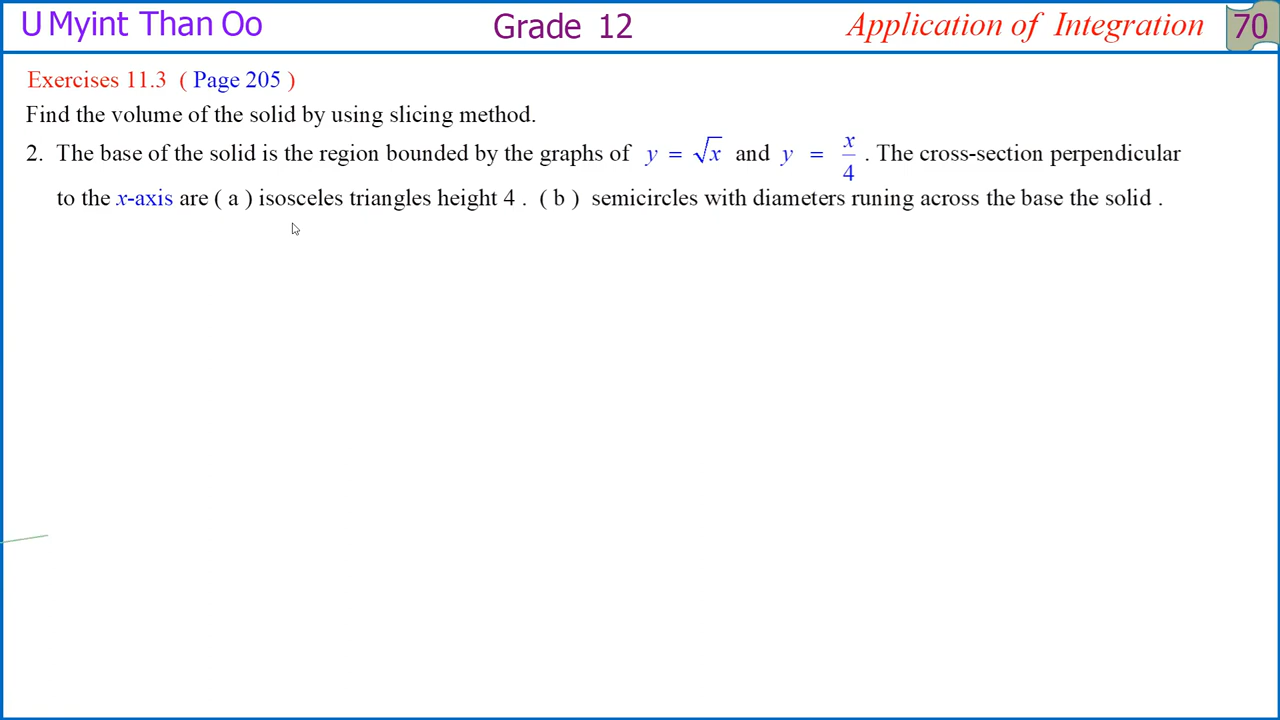 U Myint Than Oo Grade 12 Application of Integration 70
Exercises 11.3 ( Page 205 )
Find the volume of the solid by using slicing method.
2. The base of the solid is the region bounded by the graphs of y = √x and y = x/4 . The cross-section perpendicular
to the x-axis are ( a ) isosceles triangles height 4 . ( b ) semicircles with diameters runing across the base the solid .